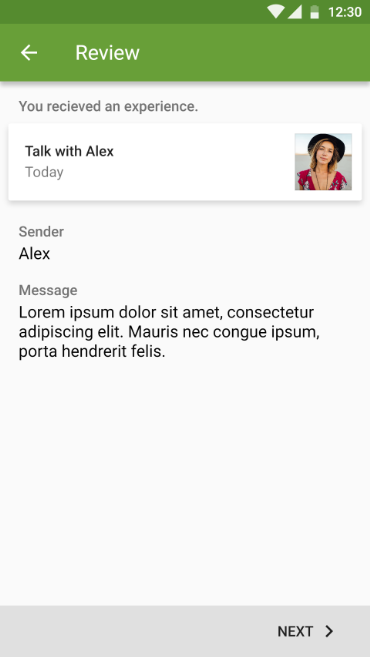 12:30
Review
You recieved an experience.
Talk with Alex
Today
Sender
Alex
Message
Lorem ipsum dolor sit amet, consectetur
adipiscing elit. Mauris nec congue ipsum,
porta hendrerit felis.
NEXT